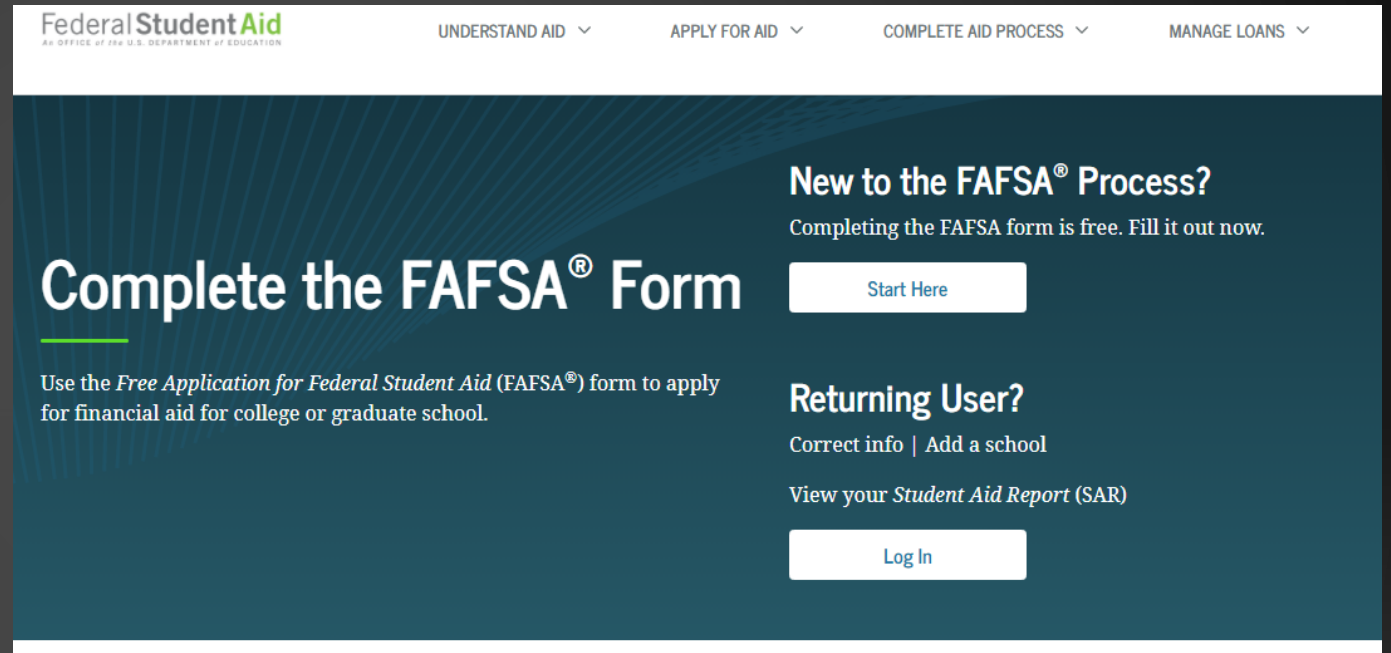 Federal Student Aid
An OFFICE of the U.S. DEPARTMENT of EDUCATION
UNDERSTAND AID
APPLY FOR AID
COMPLETE AID PROCESS
MANAGE LOANS
Complete the FAFSA® Form
Use the Free Application for Federal Student Aid (FAFSA®) form to apply
for financial aid for college or graduate school.
New to the FAFSA® Process?
Completing the FAFSA form is free. Fill it out now.
Start Here
Returning User?
Correct info | Add a school
View your Student Aid Report (SAR)
Log In